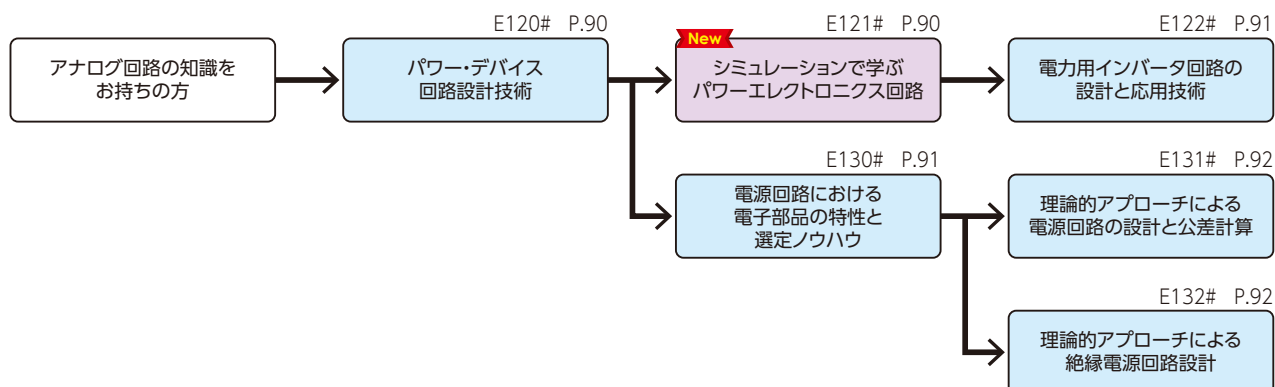 E120# P.90
E121# P.90
E122# P.91
アナログ回路の知識を
お持ちの方
パワー・デバイス
回路設計技術
New
シミュレーションで学ぶ
パワーエレクトロニクス回路
電力用インバータ回路の
設計と応用技術
E130# P.91
E131# P.92
電源回路における
電子部品の特性と
選定ノウハウ
理論的アプローチによる
電源回路の設計と公差計算
E132# P.92
理論的アプローチによる
絶縁電源回路設計